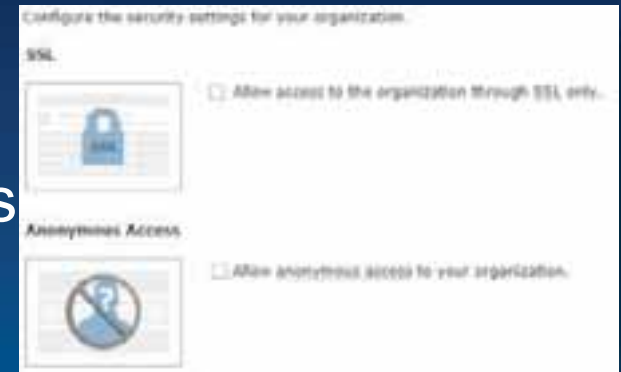 Configure the security settings for your organization.
SSL
Allow access to the organization through SSL only.
s
Anonymous Access
Allow anonymous access to your organization.